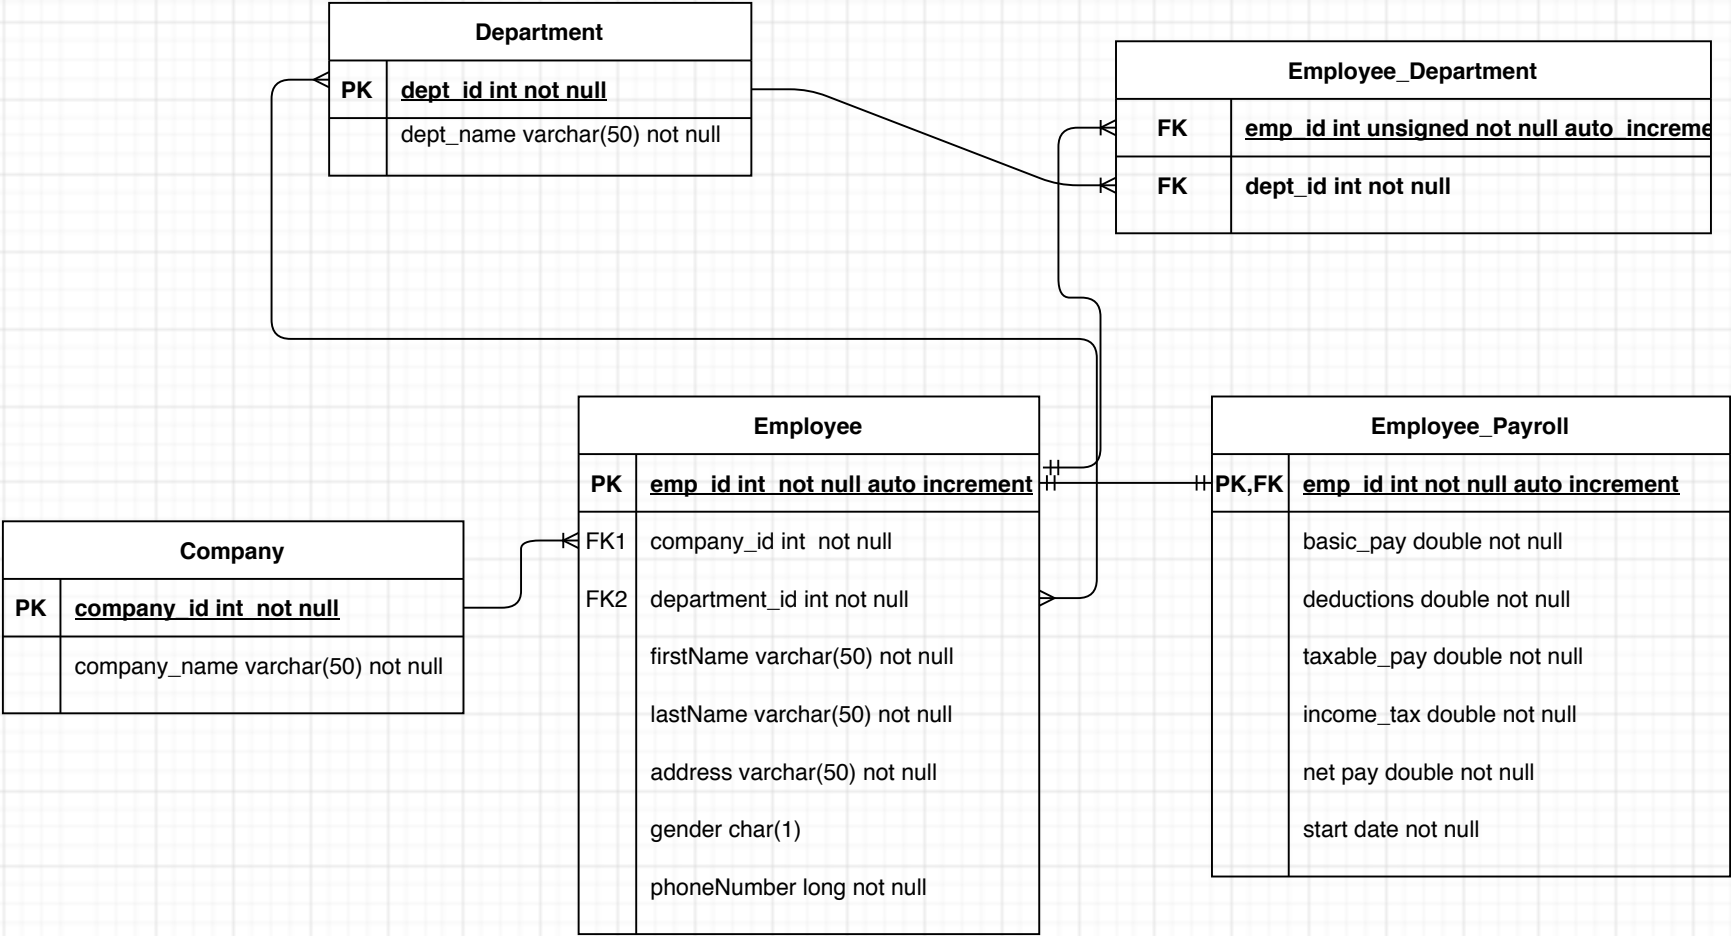 Department
PK dept_id int not null
dept_name varchar(50) not null
Employee_Department
FK emp_id int unsigned not null auto_increme
FK dept_id int not null
Employee
PK emp_id int not null auto increment
FK1 company_id int not null
FK2 department_id int not null
firstName varchar(50) not null
lastName varchar(50) not null
address varchar(50) not null
gender char(1)
phoneNumber long not null
Employee_Payroll
PK,FK emp_id int not null auto increment
basic_pay double not null
deductions double not null
taxable_pay double not null
income_tax double not null
net pay double not null
start date not null
Company
PK company_id int not null
company_name varchar(50) not null